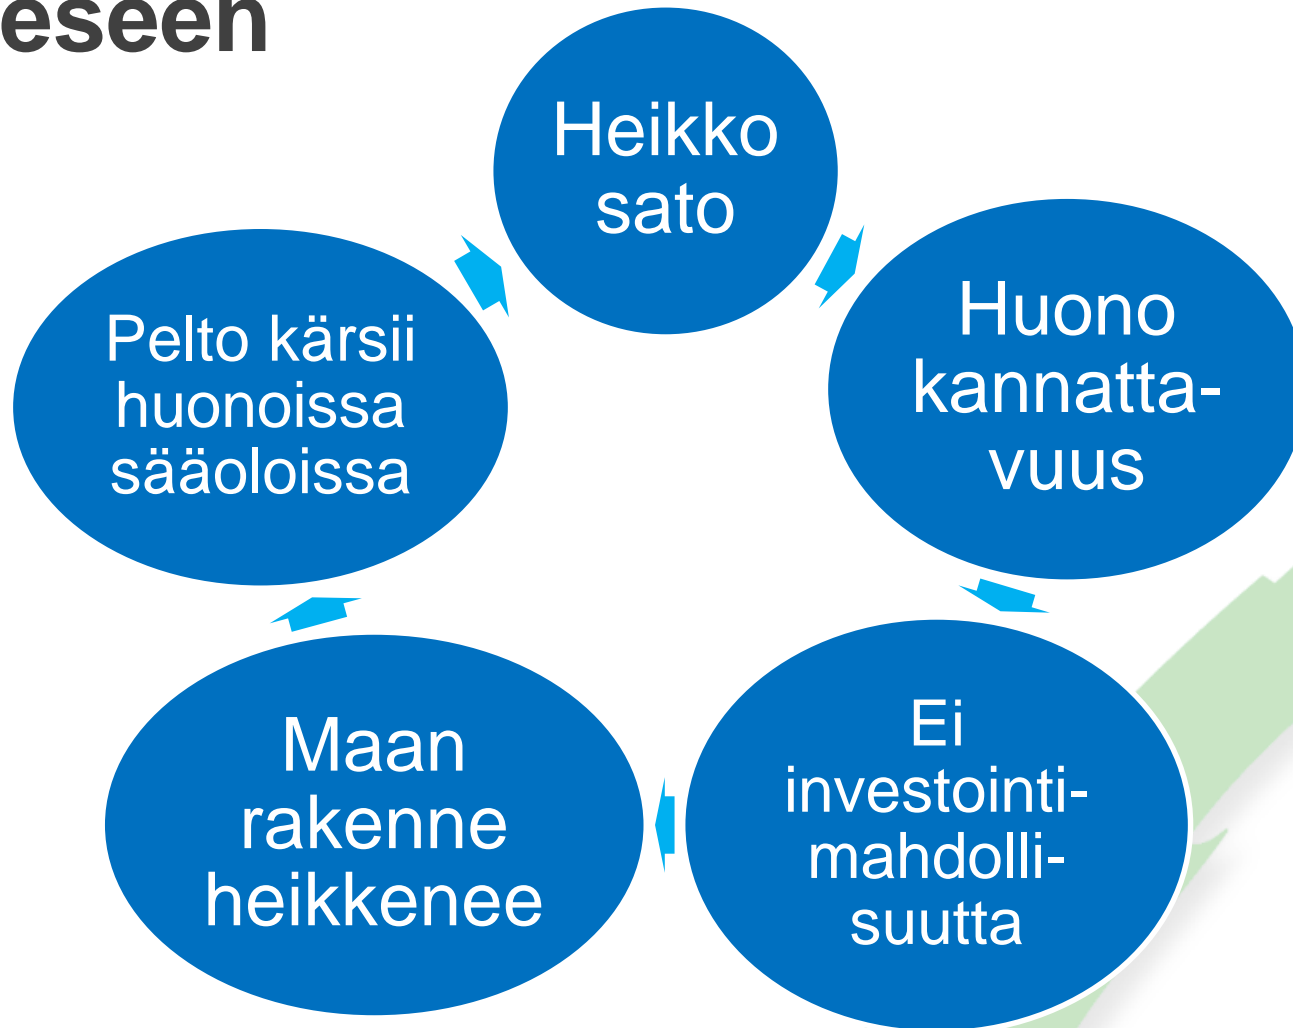 eseen
Heikko
sato
Huono
kannatta-
vuus
Ei
investointi-
mahdolli-
suutta
Maan
rakenne
heikkenee
Pelto kärsii
huonoissa
sääoloissa